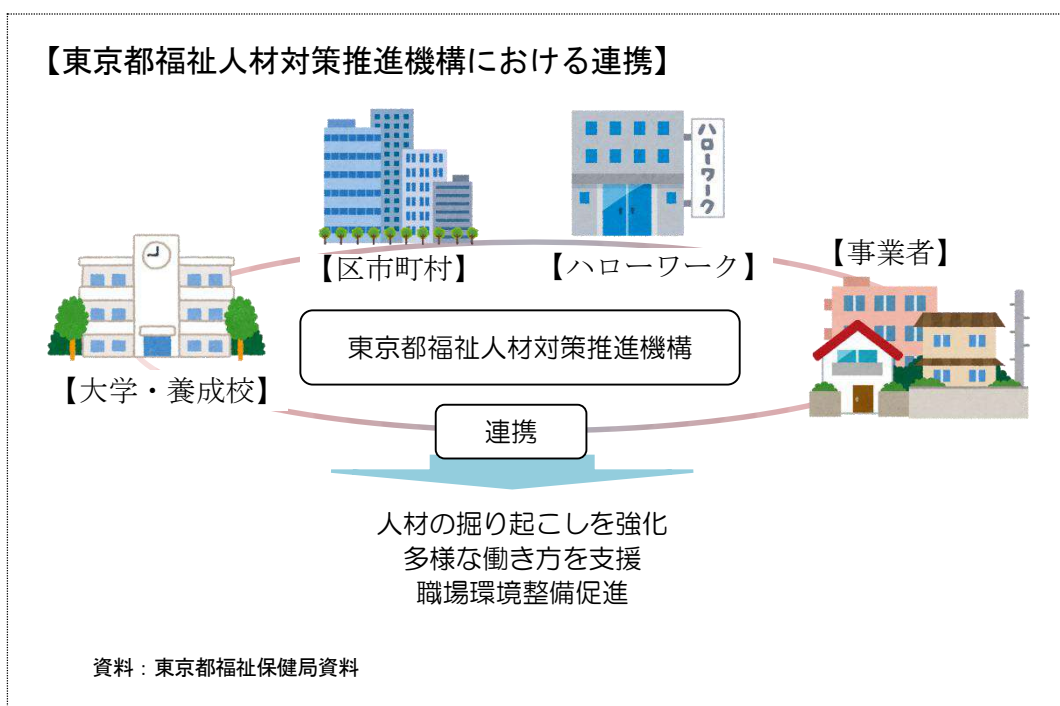 【東京都福祉人材対策推進機構における連携】
ハローワーク
【区市町村】
【ハローワーク】
【事業者】
【大学・養成校】
東京都福祉人材対策推進機構
連携
人材の掘り起こしを強化
多様な働き方を支援
職場環境整備促進
資料：東京都福祉保健局資料